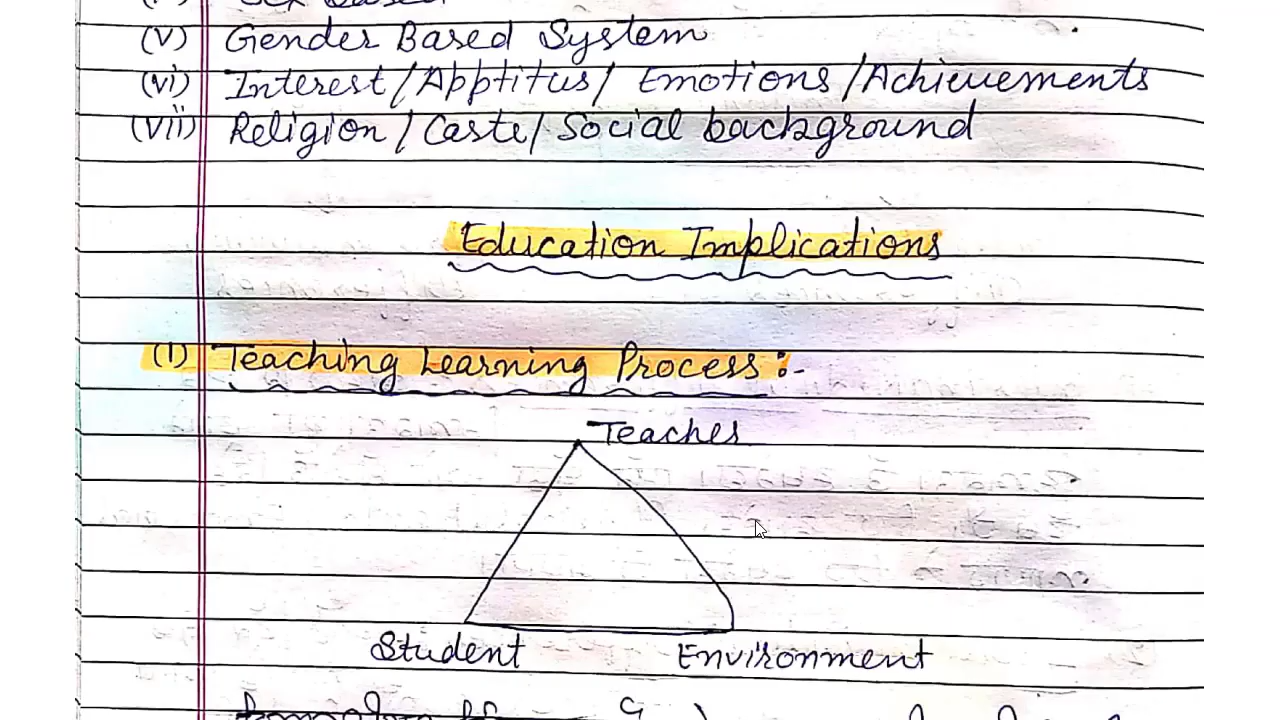 (v) Gender Based System
(vi) Interest/Apptitus/ Emotions/Achieuements
(vii) Religion/Caste/Social background
Education Implications
(1) Teaching Learning Process:-
Teacher
Student Environment